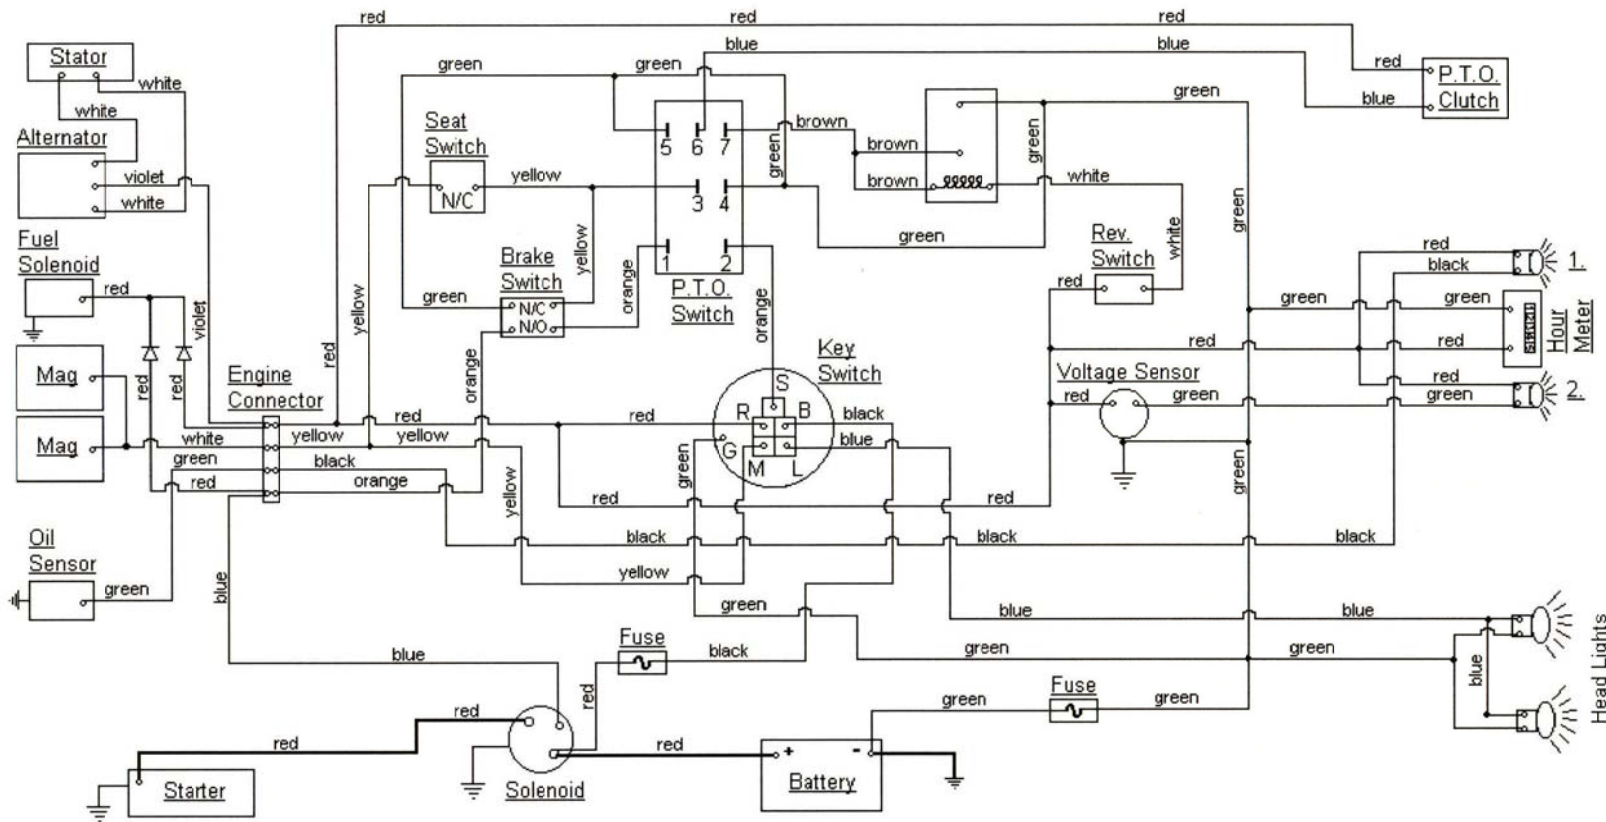 red red red
blue blue
Stator
white
green green
red P.T.O.
Clutch
blue
white
Alternator
Seat
Switch
brown
green
5 6 7
brown
green
green
violet
yellow
N/C
brown
white
white
3 4
green
Fuel
Solenoid
green
Rev.
Switch
white
red
1.
Brake
Switch
yellow
orange
1 2
black
red
violet
yellow
green
N/C
N/O
P.T.O.
Switch
orange
red
green green
Hour
Meter
red
Key
Switch
red red
Mag
red red
Engine
Connector
orange
Voltage Sensor
S
red
red green green
2.
red red R B black
white yellow yellow
blue
Mag
green black
green
G
M L
red orange
yellow
red red
green
Oil
Sensor
black black black
yellow
green
blue
green
blue blue
Fuse
blue
black
green green
blue
Head Lights
red
Fuse
green green
red
red
red
+ -
Battery
Starter
Solenoid